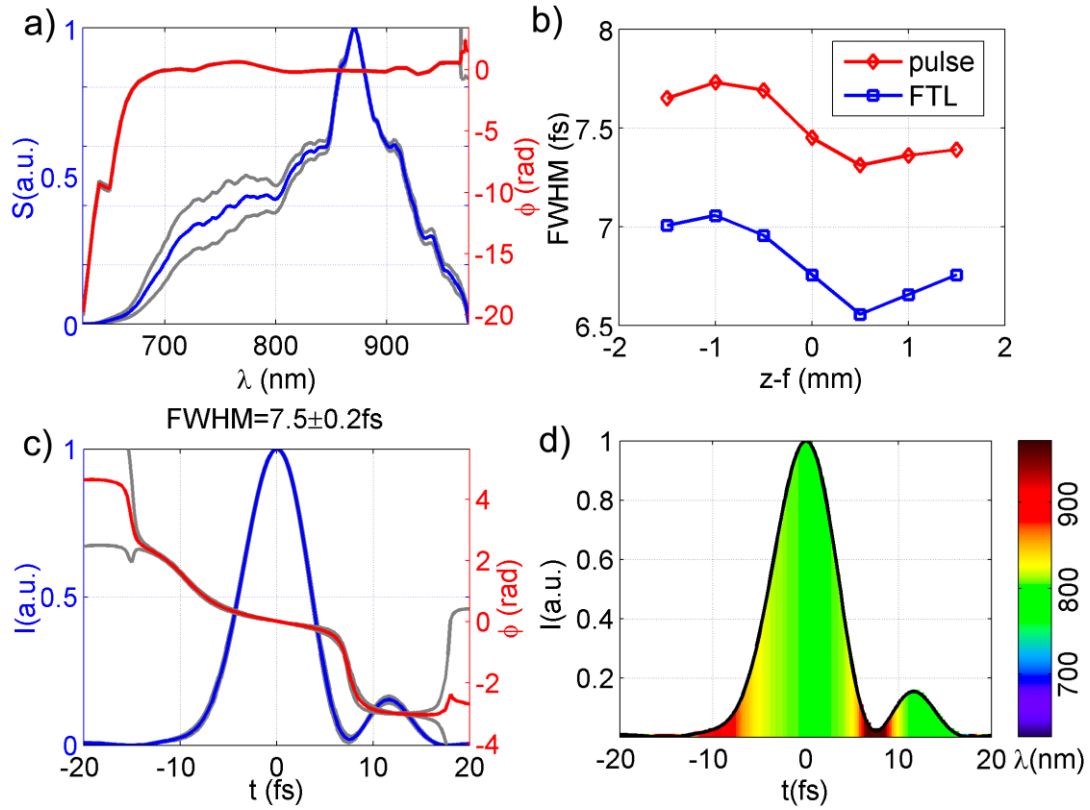 a)
1
0.5
0
S(a.u.)
0
-5
-10
-15
-20
ϕ (rad)
700
800
900
λ (nm)
b)
8
7.5
7
6.5
FWHM (fs)
pulse
FTL
-2
-1
0
1
2
z-f (mm)
FWHM=7.5±0.2fs
c)
1
0.5
0
I(a.u.)
4
2
0
-2
-4
ϕ (rad)
-20
-10
0
10
20
t (fs)
d)
1
0.8
0.6
0.4
0.2
I(a.u.)
-20
-10
0
10
20
t(fs)
900
800
700
λ(nm)